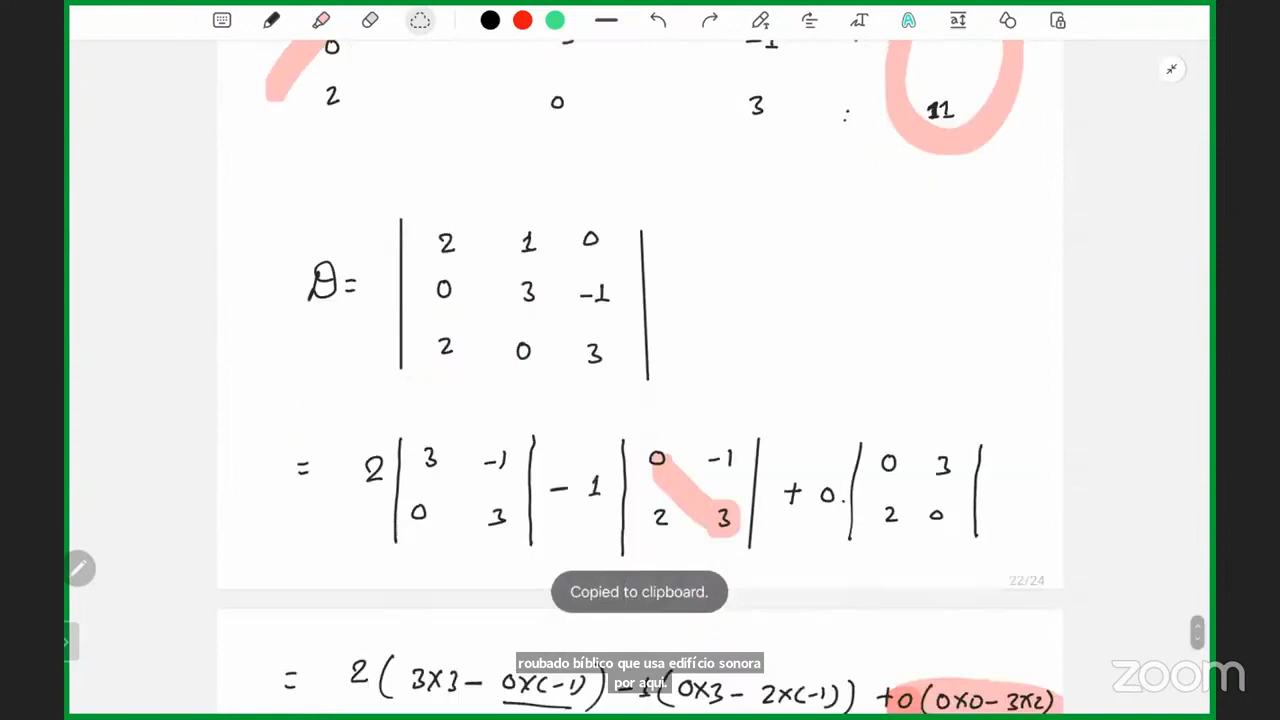 0 -1
2 0 3 : 11
D= | 2 1 0 |
| 0 3 -1 |
| 2 0 3 |
= 2 | 3 -1 | - 1 | 0 -1 | + 0. | 0 3 |
| 0 3 | | 2 3 | | 2 0 |
22/24
Copied to clipboard.
= 2 ( 3x3 - 0x(-1) ) - 1 (0x3 - 2x(-1)) + 0 (0x0 - 3x2)
roubado bíblico que usa edifício sonora
por aqui.
zoom